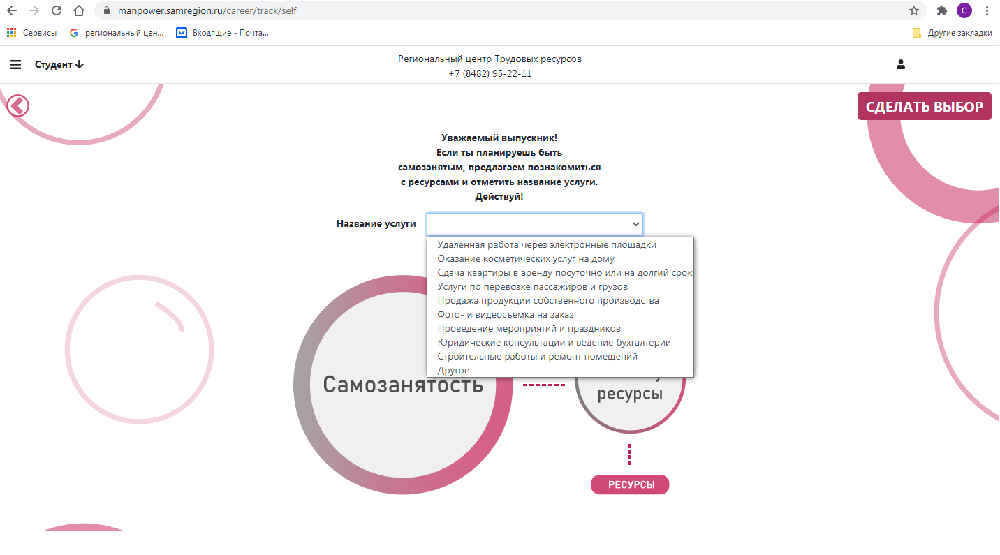 manpower.samregion.ru/career/track/self
С
Сервисы
региональный цен...
Входящие - Почта...
Другие закладки
Студент
Региональный центр Трудовых ресурсов
+7 (8482) 95-22-11
СДЕЛАТЬ ВЫБОР
Уважаемый выпускник!
Если ты планируешь быть
самозанятым, предлагаем познакомиться
с ресурсами и отметить название услуги.
Действуй!
Название услуги
Удаленная работа через электронные площадки
Оказание косметических услуг на дому
Сдача квартиры в аренду посуточно или на долгий срок
Услуги по перевозке пассажиров и грузов
Продажа продукции собственного производства
Фото- и видеосъемка на заказ
Проведение мероприятий и праздников
Юридические консультации и ведение бухгалтерии
Строительные работы и ремонт помещений
Другое
Самозанятость
ресурсы
РЕСУРСЫ